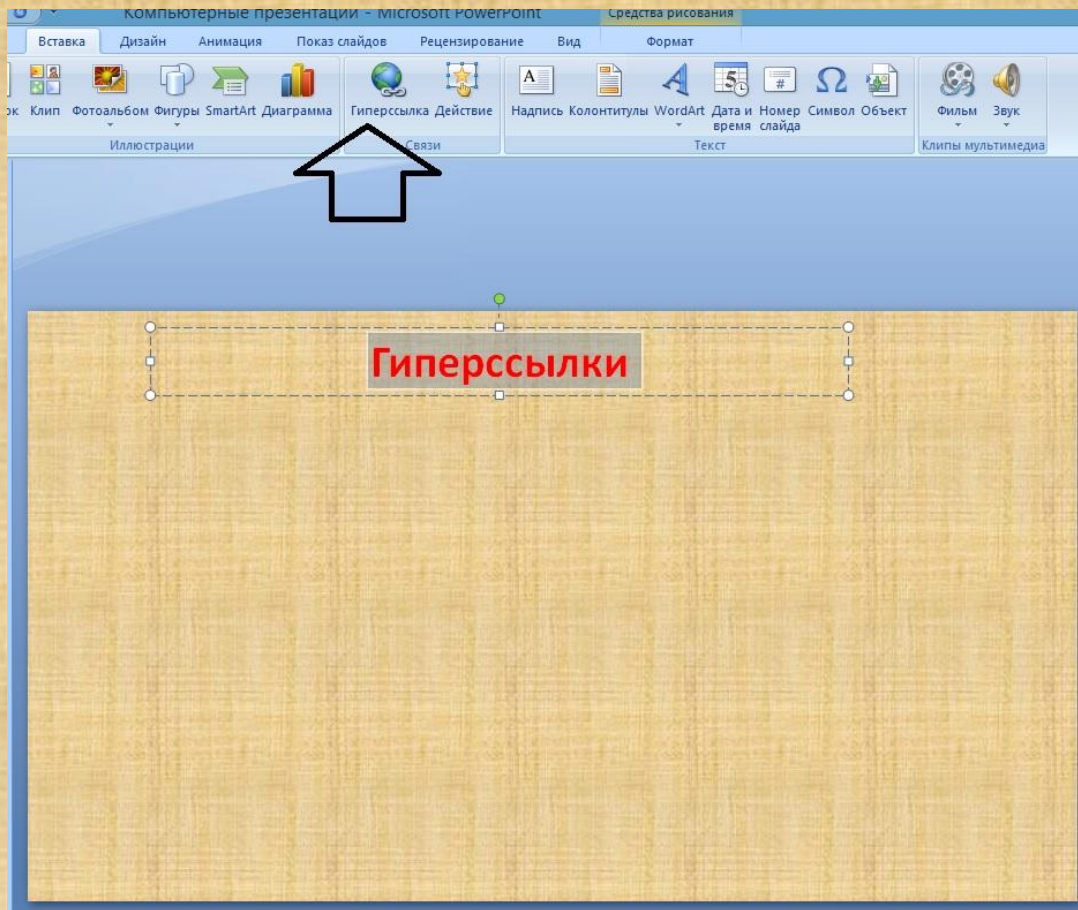 Компьютерные презентации - Microsoft PowerPoint
Средства рисования
Вставка Дизайн Анимация Показ слайдов Рецензирование Вид Формат
Клип Фотоальбом Фигуры SmartArt Диаграмма Гиперссылка Действие Надпись Колонтитулы WordArt Дата и время Номер слайда Символ Объект Фильм Звук
Иллюстрации Связи Текст Клипы мультимедиа
Гиперссылки